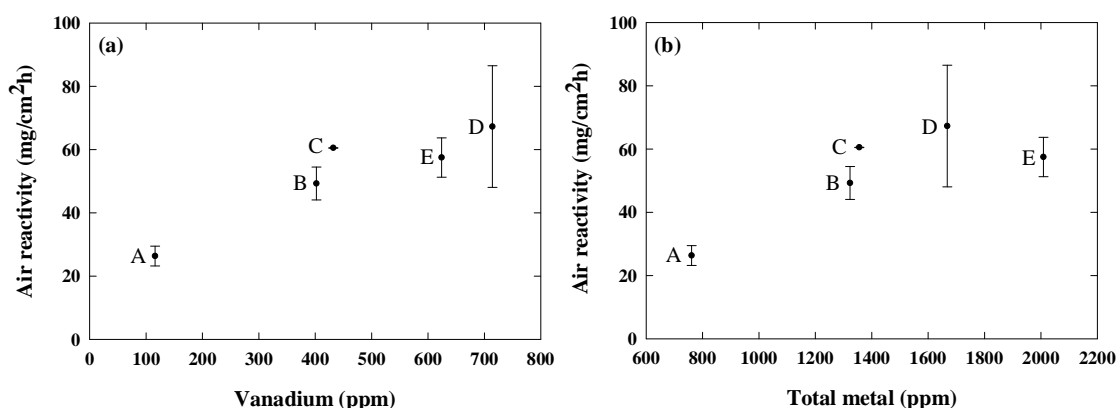 (a)
Air reactivity (mg/cm²h)
100
80
60
40
20
0
A
B
C
E
D
0 100 200 300 400 500 600 700 800
Vanadium (ppm)
(b)
Air reactivity (mg/cm²h)
100
80
60
40
20
0
A
B
C
D
E
600 800 1000 1200 1400 1600 1800 2000 2200
Total metal (ppm)